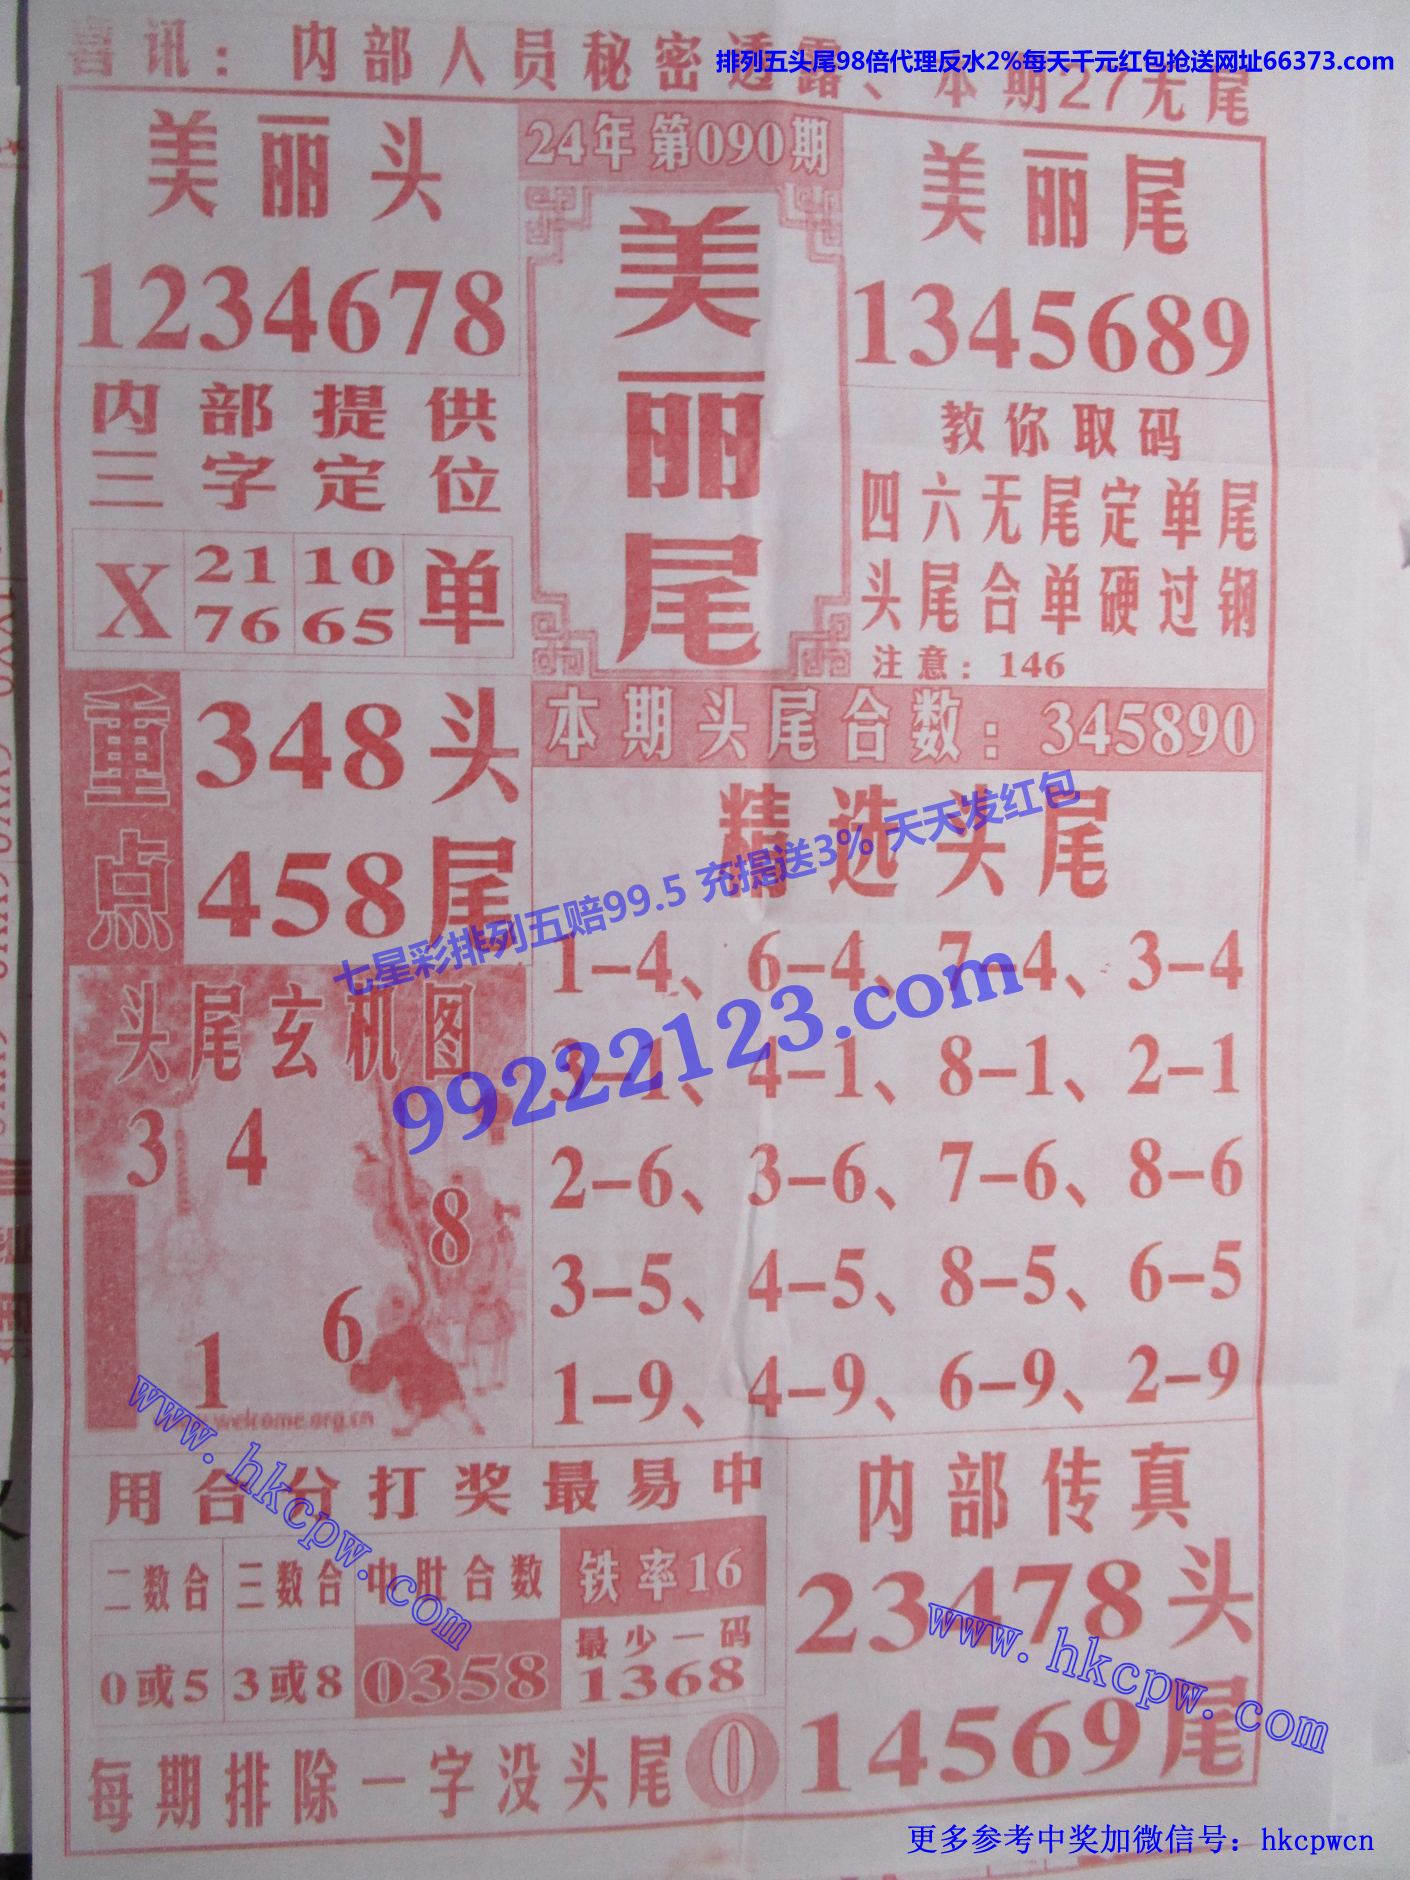 排列五头尾98倍代理反水2%每天千元红包抢送网址66373.com
喜讯：内部人员秘密透露、本期27无尾
美丽头
1234678
24年第090期
美丽尾
美丽尾
1345689
内部提供
三字定位
X 21 10 单
76 65
教你取码
四六无尾定单尾
头尾合单硬过钢
注意：146
重点
348头
458尾
本期头尾合数：345890
精选头尾
1-4、6-4、7-4、3-4
3-1、4-1、8-1、2-1
2-6、3-6、7-6、8-6
3-5、4-5、8-5、6-5
1-9、4-9、6-9、2-9
七星彩排列五赔99.5 充提送3% 天天发红包
99222123.com
头尾玄机图
3 4
8
6
1
welcome.org.cn
www.hkcpw.com
用合分打奖最易中
二数合 三数合 中肚合数 铁率16
0或5 3或8 0358 最少一码
1368
每期排除一字没头尾 0
内部传真
23478头
14569尾
www.hkcpw.com
更多参考中奖加微信号：hkcpwcn